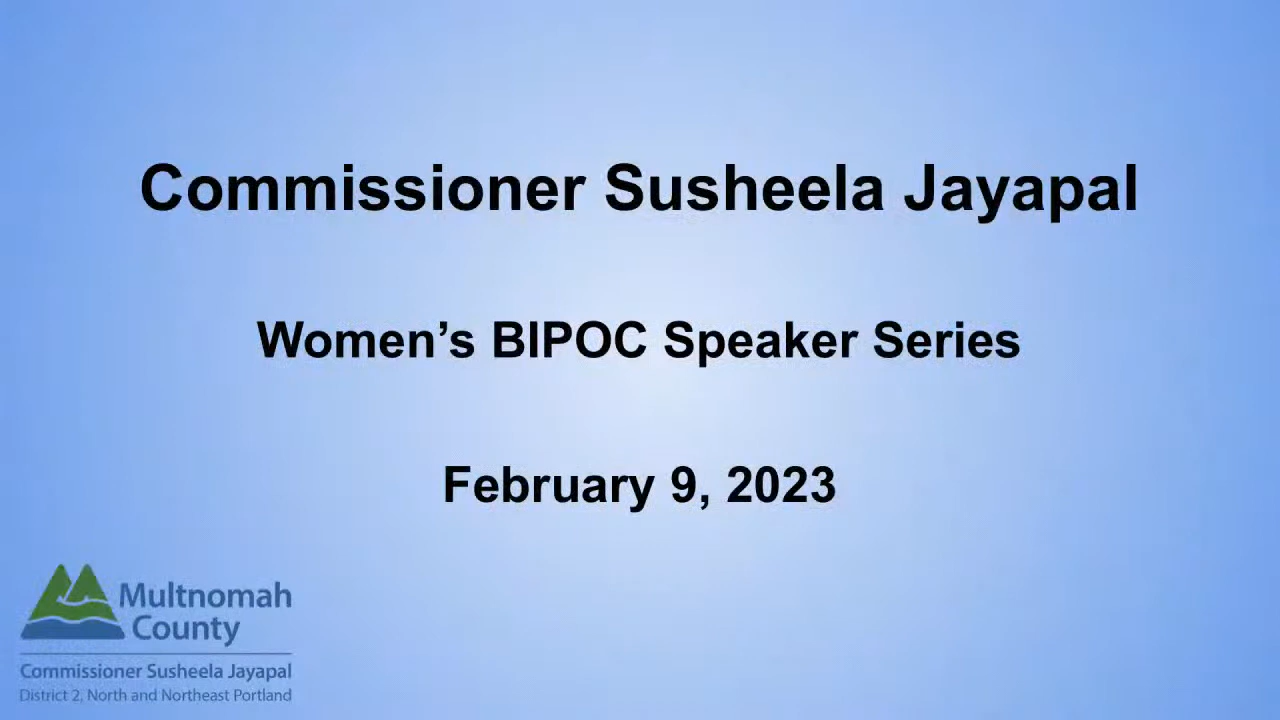 Commissioner Susheela Jayapal
Women’s BIPOC Speaker Series
February 9, 2023
Multnomah
County
Commissioner Susheela Jayapal
District 2, North and Northeast Portland